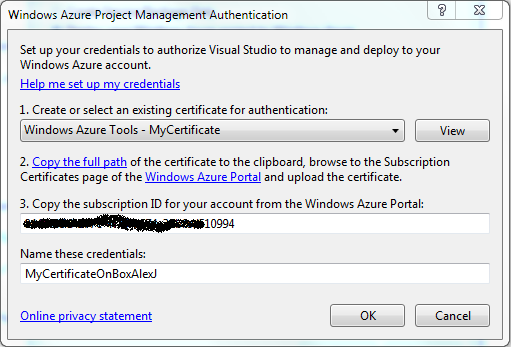 Windows Azure Project Management Authentication
Set up your credentials to authorize Visual Studio to manage and deploy to your
Windows Azure account.
Help me set up my credentials
1. Create or select an existing certificate for authentication:
Windows Azure Tools - MyCertificate
View
2. Copy the full path of the certificate to the clipboard, browse to the Subscription
Certificates page of the Windows Azure Portal and upload the certificate.
3. Copy the subscription ID for your account from the Windows Azure Portal:
10994
Name these credentials:
MyCertificateOnBoxAlexJ
Online privacy statement
OK
Cancel